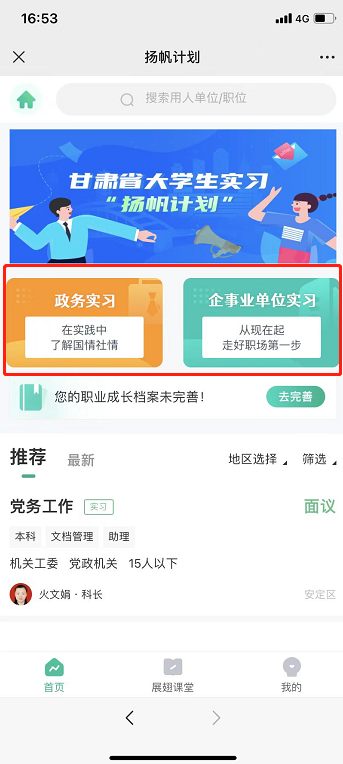 16:53
4G
扬帆计划
搜索用人单位/职位
甘肃省大学生实习
“扬帆计划”
政务实习
在实践中
了解国情社情
企事业单位实习
从现在起
走好职场第一步
您的职业成长档案未完善！
去完善
推荐
最新
地区选择
筛选
党务工作
实习
面议
本科
文档管理
助理
机关工委 党政机关 15人以下
火文娟·科长
安定区
首页
展翅课堂
我的